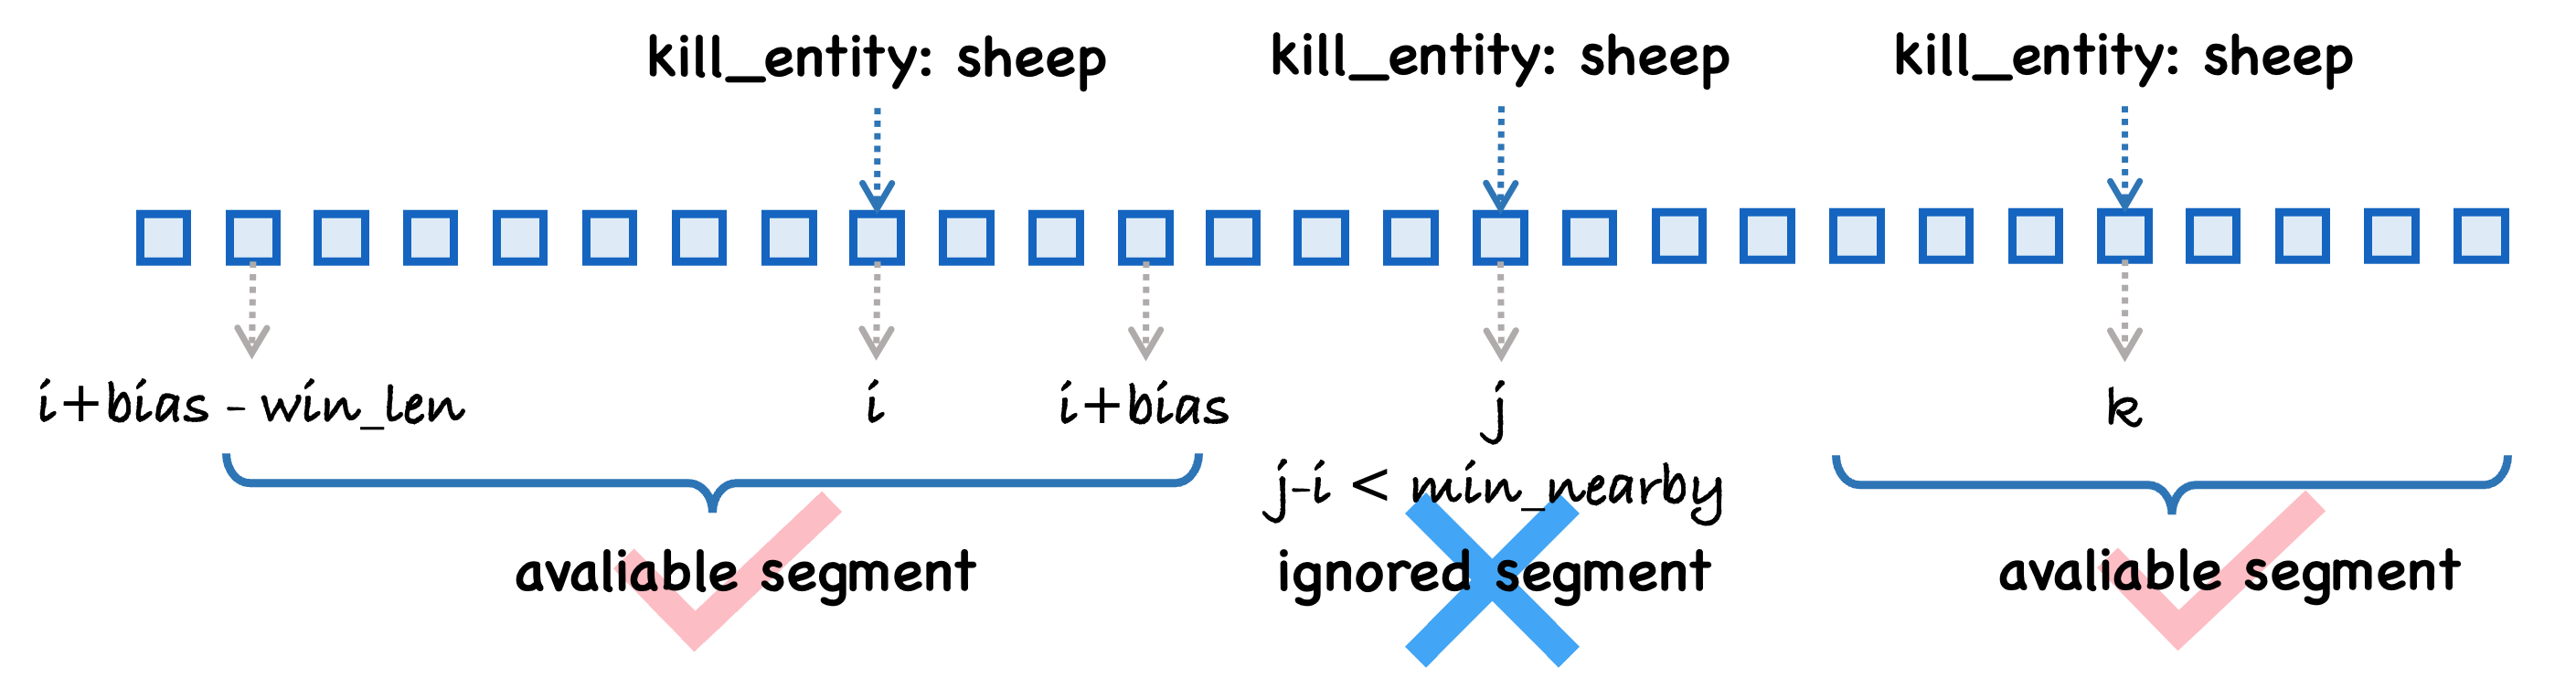 kill_entity: sheep
kill_entity: sheep
kill_entity: sheep
i+bias - win_len
i
i+bias
j
k
j-i < min_nearby
avaliable segment
ignored segment
avaliable segment